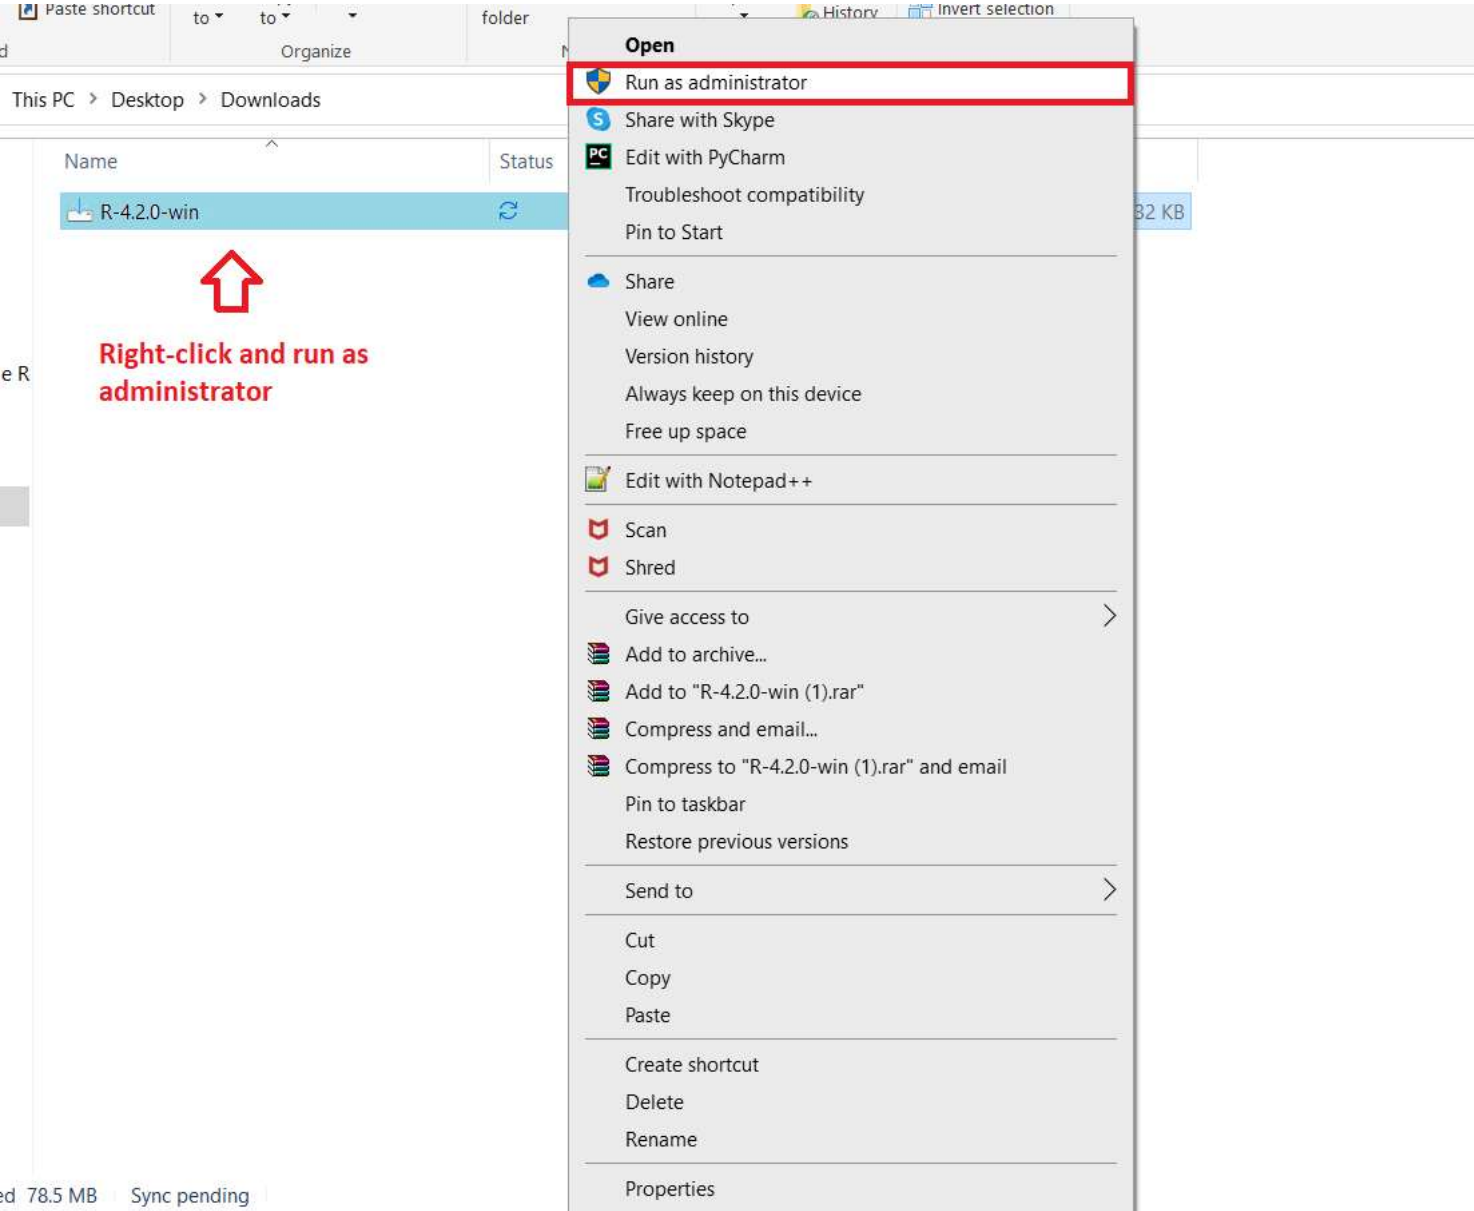 Paste shortcut
to
to
folder
History
Invert selection
Organize
This PC > Desktop > Downloads
Name
Status
R-4.2.0-win
32 KB
Right-click and run as
administrator
e R
Open
Run as administrator
Share with Skype
PC Edit with PyCharm
Troubleshoot compatibility
Pin to Start
Share
View online
Version history
Always keep on this device
Free up space
Edit with Notepad++
Scan
Shred
Give access to
Add to archive...
Add to "R-4.2.0-win (1).rar"
Compress and email...
Compress to "R-4.2.0-win (1).rar" and email
Pin to taskbar
Restore previous versions
Send to
Cut
Copy
Paste
Create shortcut
Delete
Rename
Properties
ed 78.5 MB
Sync pending